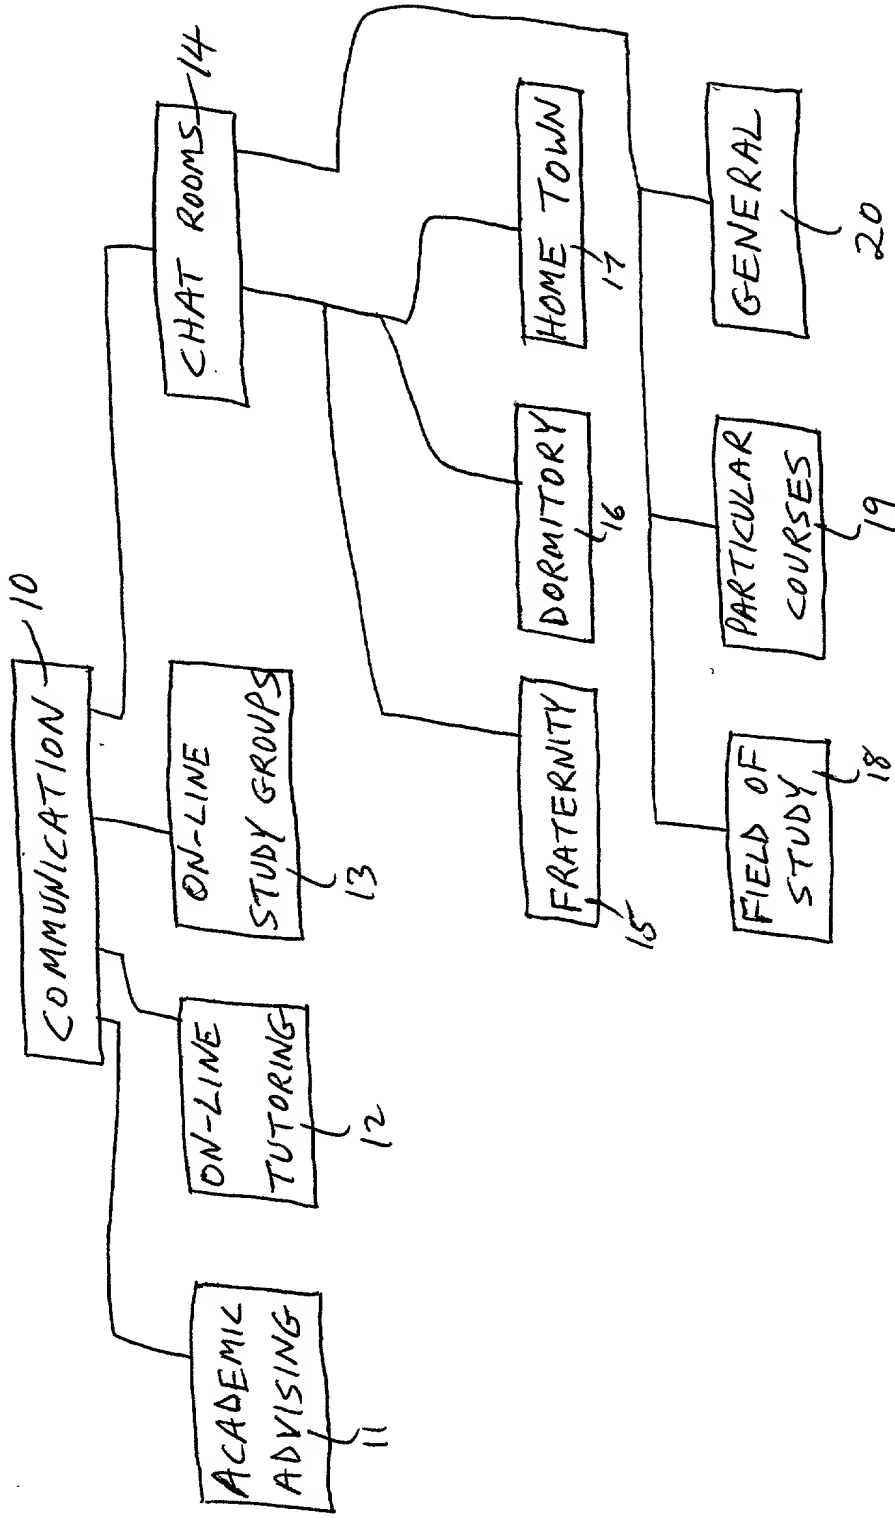 COMMUNICATION
10
ACADEMIC
ADVISING
11
ON-LINE
TUTORING
12
ON-LINE
STUDY GROUPS
13
CHAT ROOMS
14
FRATERNITY
15
DORMITORY
16
HOME TOWN
17
FIELD OF
STUDY
18
PARTICULAR
COURSES
19
GENERAL
20